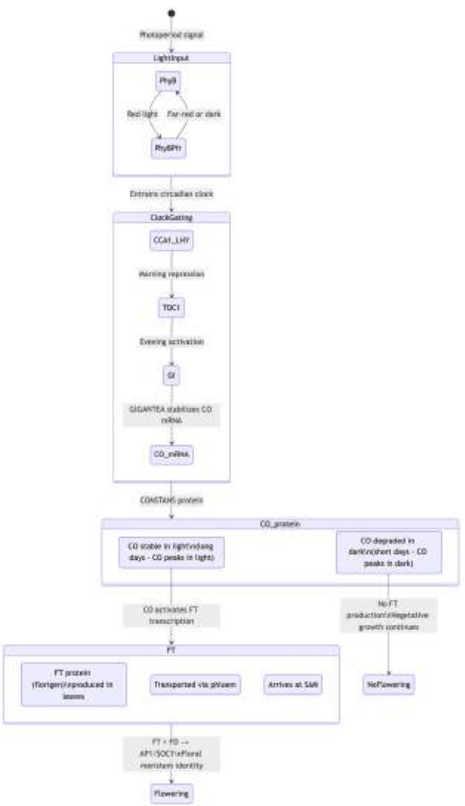 Photoperiod signal
LightInput
PhyB
Red light
Far-red or dark
PhyBPfr
Entrains circadian clock
ClockGating
CCA1_LHY
Morning repression
TOC1
Evening activation
GI
GIGANTEA stabilizes CO
mRNA
CO_mRNA
CONSTANS protein
CO_protein
CO stable in light\n(long
days - CO peaks in light)
CO degraded in
dark\n(short days - CO
peaks in dark)
CO activates FT
transcription
No FT
production\nVegetative
growth continues
FT
FT protein
(florigen)\nproduced in
leaves
Transported via phloem
Arrives at SAM
NoFlowering
FT + FD →
AP1/SOC1\nFloral
meristem identity
Flowering